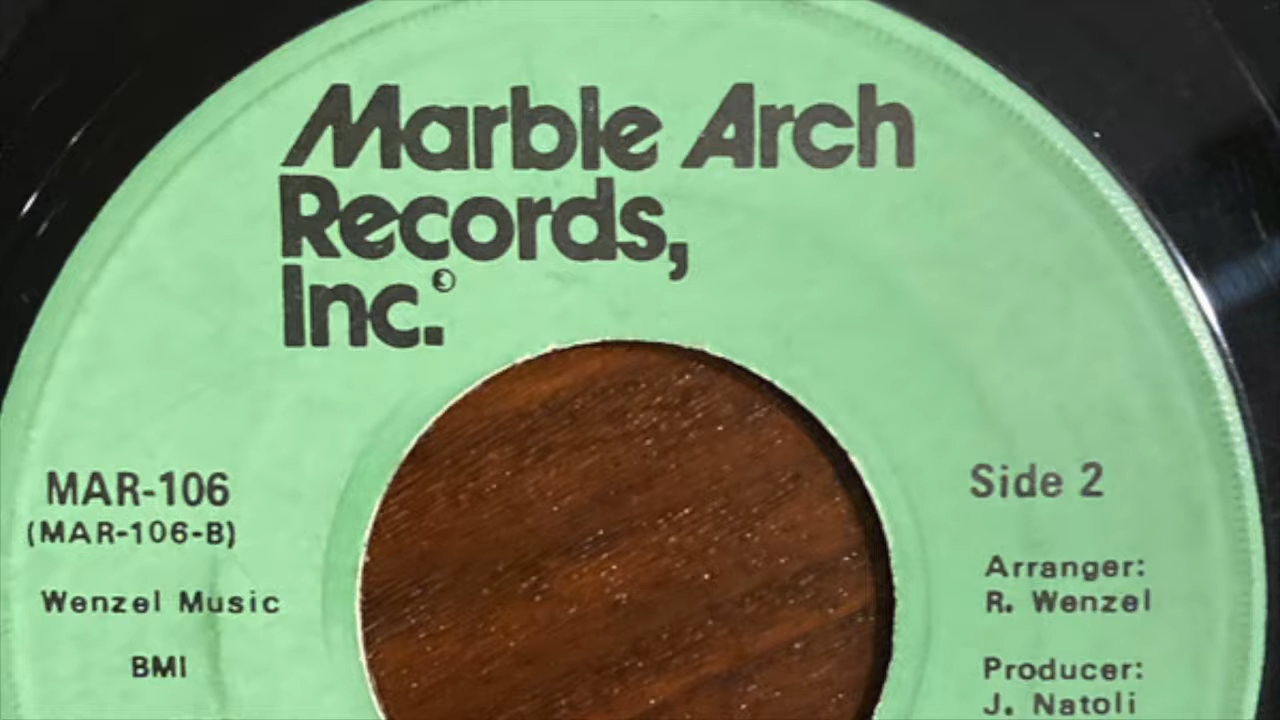 Marble Arch
Records,
Inc.©
MAR-106
(MAR-106-B)
Wenzel Music
BMI
Side 2
Arranger:
R. Wenzel
Producer:
J. Natoli